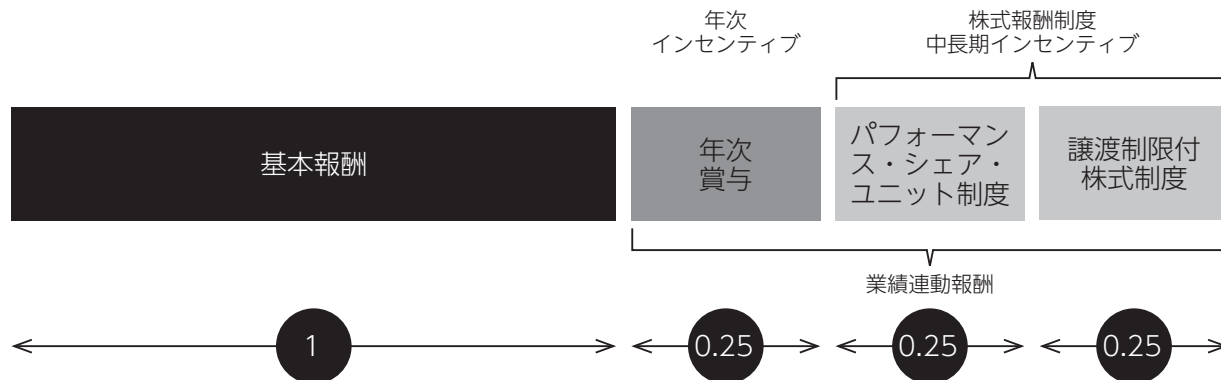 年次
インセンティブ
株式報酬制度
中長期インセンティブ
基本報酬
年次
賞与
パフォーマン
ス・シェア・
ユニット制度
譲渡制限付
株式制度
業績連動報酬
1
0.25
0.25
0.25